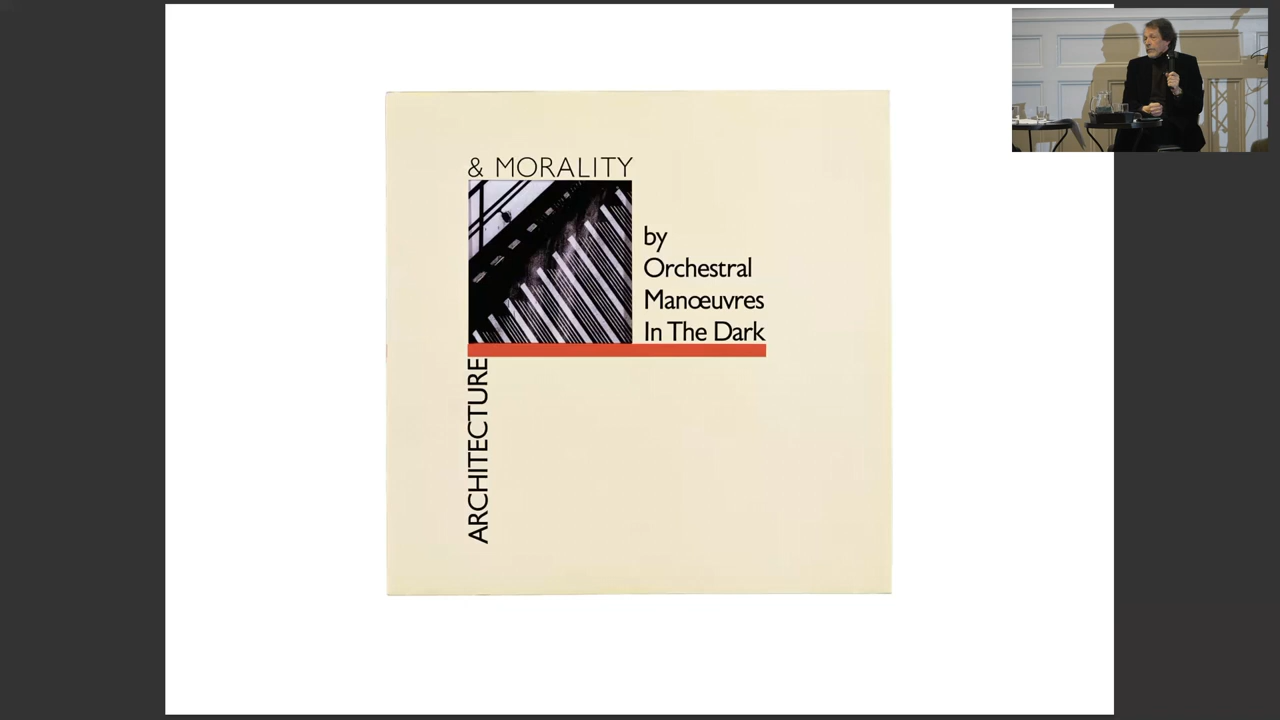 & MORALITY
by
Orchestral
Manœuvres
In The Dark
ARCHITECTURE